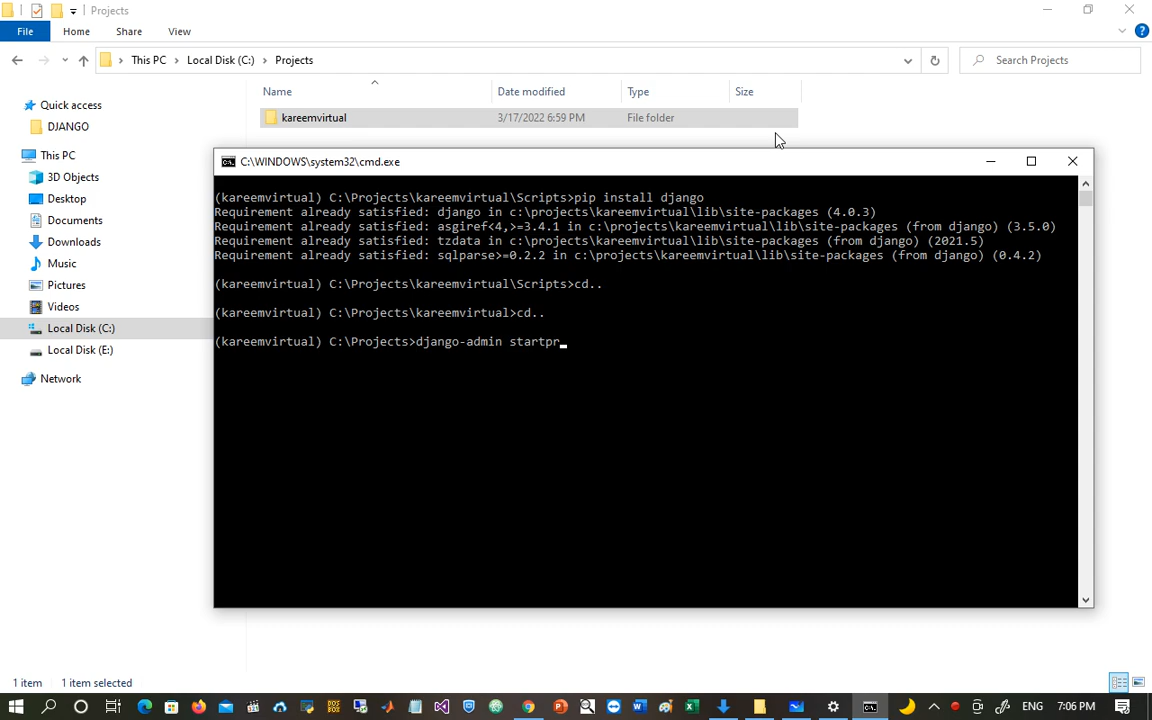 Projects
File Home Share View
This PC Local Disk (C:) Projects
Search Projects
Name Date modified Type Size
kareemvirtual 3/17/2022 6:59 PM File folder
Quick access
DJANGO
This PC
3D Objects
Desktop
Documents
Downloads
Music
Pictures
Videos
Local Disk (C:)
Local Disk (E:)
Network
C:\WINDOWS\system32\cmd.exe
(kareemvirtual) C:\Projects\kareemvirtual\Scripts>pip install django
Requirement already satisfied: django in c:\projects\kareemvirtual\lib\site-packages (4.0.3)
Requirement already satisfied: asgiref<4,>=3.4.1 in c:\projects\kareemvirtual\lib\site-packages (from django) (3.5.0)
Requirement already satisfied: tzdata in c:\projects\kareemvirtual\lib\site-packages (from django) (2021.5)
Requirement already satisfied: sqlparse>=0.2.2 in c:\projects\kareemvirtual\lib\site-packages (from django) (0.4.2)
(kareemvirtual) C:\Projects\kareemvirtual\Scripts>cd..
(kareemvirtual) C:\Projects\kareemvirtual>cd..
(kareemvirtual) C:\Projects>django-admin startpr_
1 item 1 item selected
ENG 7:06 PM